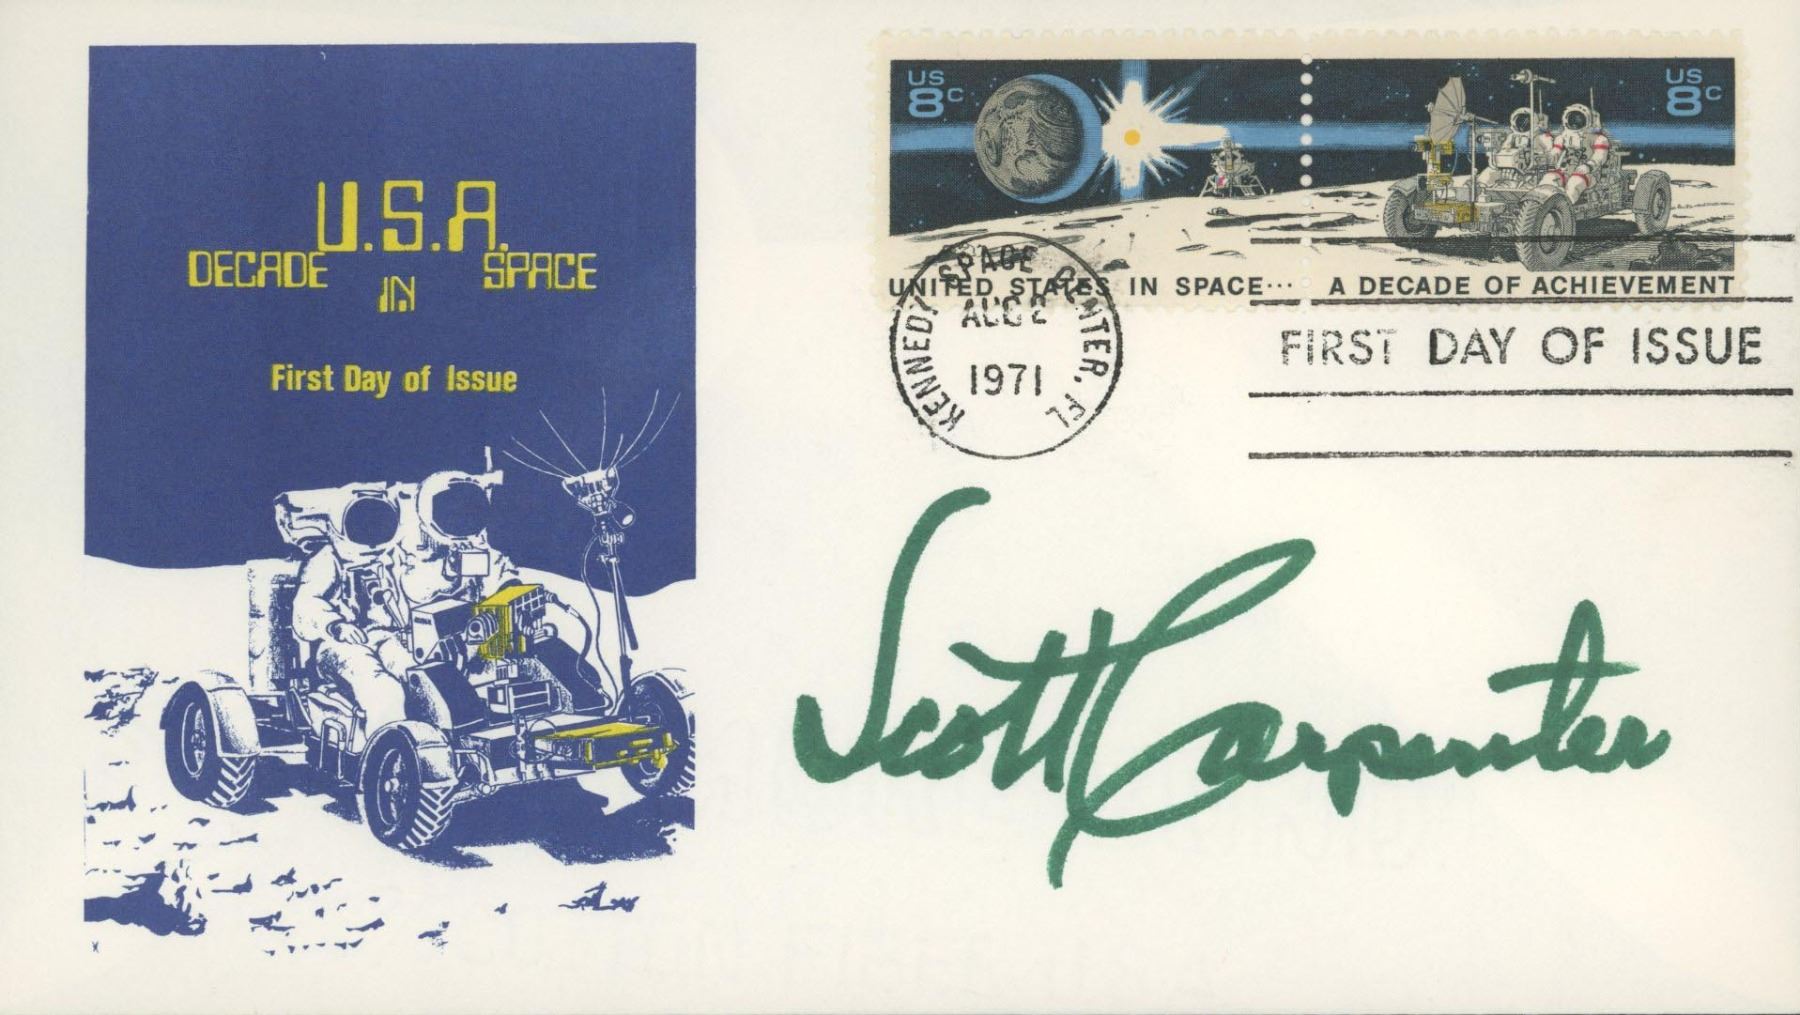 U.S.A.
DECADE IN SPACE
First Day of Issue
US 8c
US 8c
UNITED STATES IN SPACE...
A DECADE OF ACHIEVEMENT
KENNEDY SPACE CENTER, FL
AUG 2
1971
FIRST DAY OF ISSUE
Scott Carpenter
x